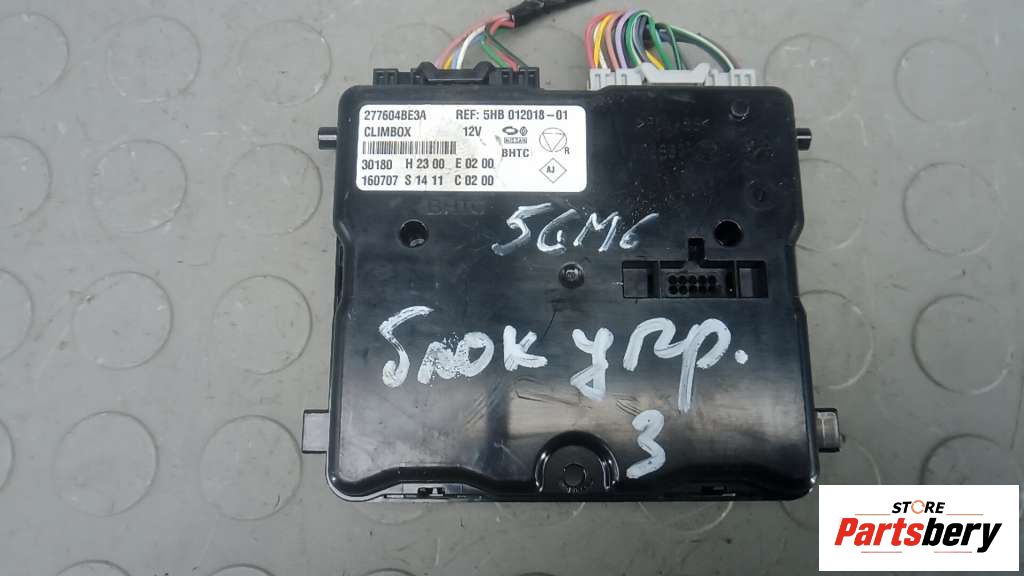 277604BE3A REF: 5HB 012018-01
CLIMBOX 12V
NISSAN
BHTC R
30180 H 23 00 E 02 00
AJ
160707 S 14 11 C 02 00
BHTC
5GM6
блок упр.
3
STORE
Partsbery